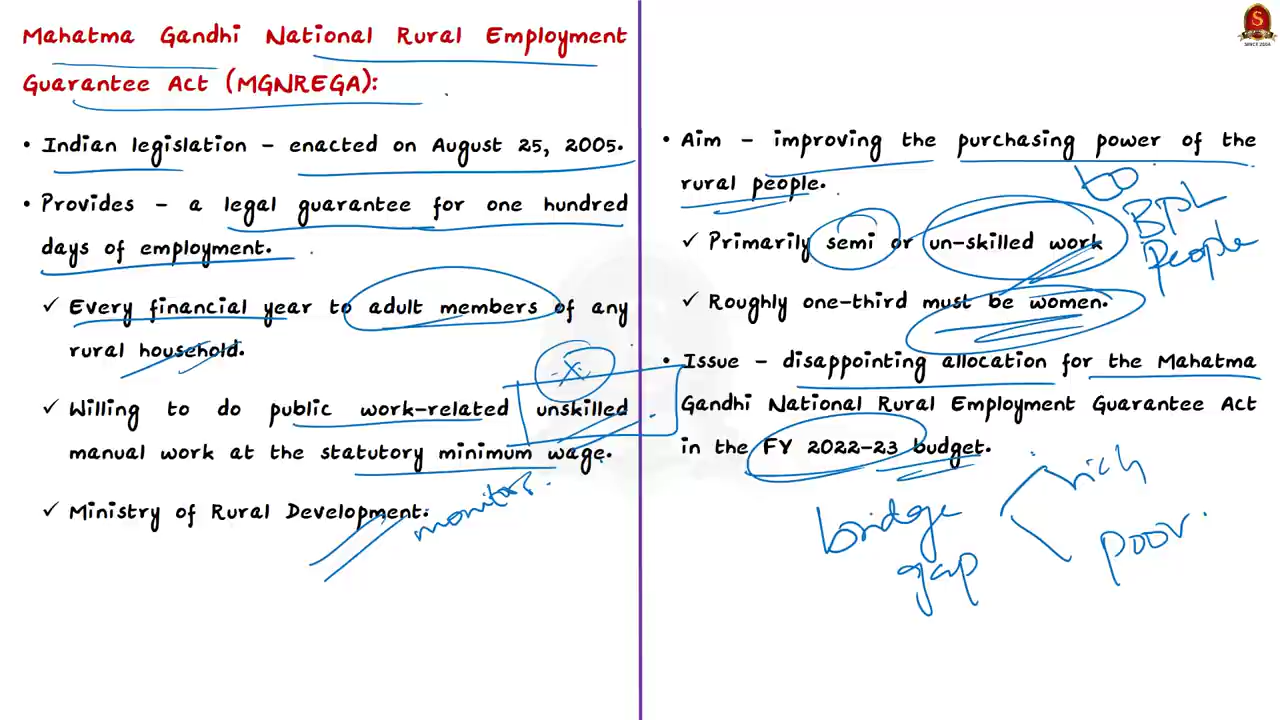 Mahatma Gandhi National Rural Employment
Guarantee Act (MGNREGA):
• Indian legislation – enacted on August 25, 2005.
• Provides – a legal guarantee for one hundred
days of employment.
✓ Every financial year to adult members of any
rural household.
✓ Willing to do public work-related unskilled
manual work at the statutory minimum wage.
✓ Ministry of Rural Development.
monitors.
• Aim – improving the purchasing power of the
rural people.
to
BPL
People
✓ Primarily semi or un-skilled work
✓ Roughly one-third must be women.
• Issue – disappointing allocation for the Mahatma
Gandhi National Rural Employment Guarantee Act
in the FY 2022-23 budget.
bridge
gap
rich
poor.
S
SINCE 2004